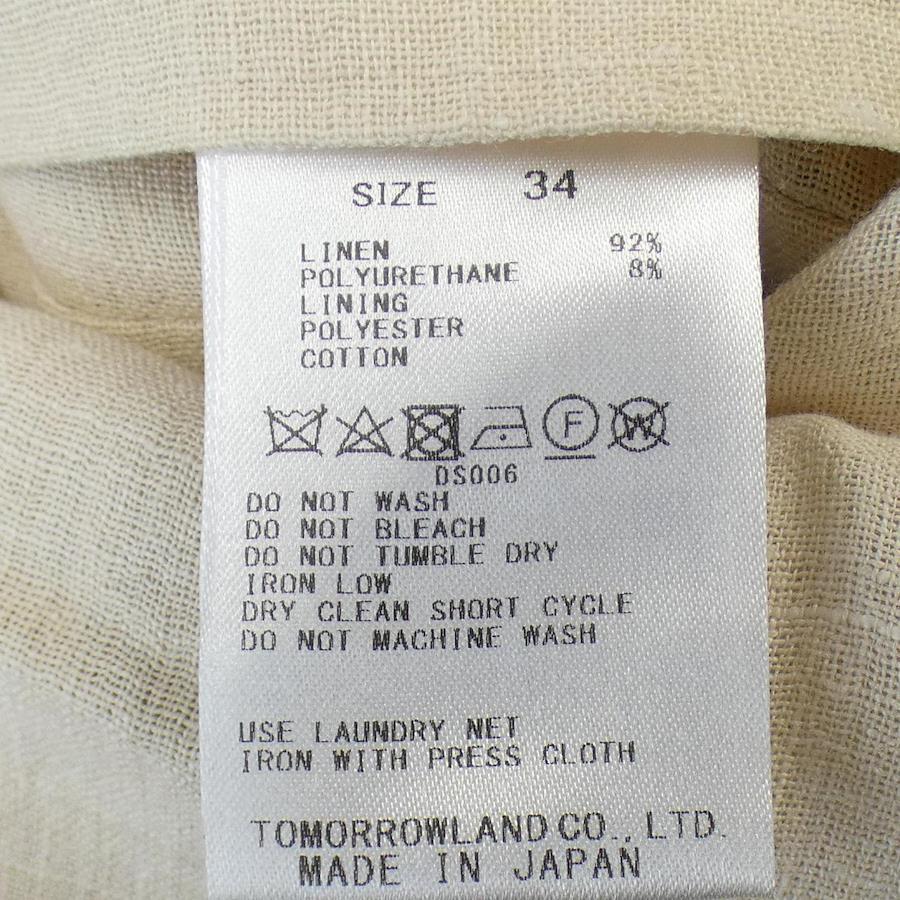 SIZE 34
LINEN 92%
POLYURETHANE 8%
LINING
POLYESTER
COTTON
F W
DS006
DO NOT WASH
DO NOT BLEACH
DO NOT TUMBLE DRY
IRON LOW
DRY CLEAN SHORT CYCLE
DO NOT MACHINE WASH
USE LAUNDRY NET
IRON WITH PRESS CLOTH
TOMORROWLAND CO., LTD.
MADE IN JAPAN